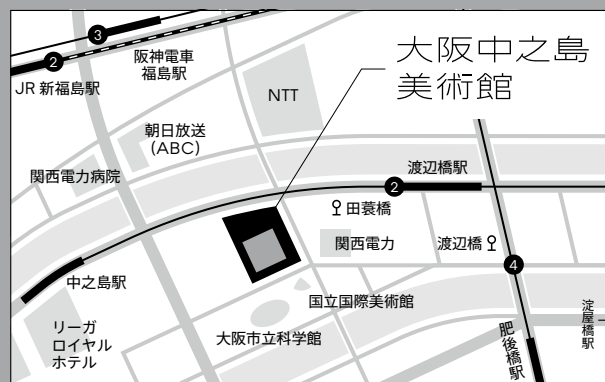 3
阪神電車
福島駅
2
JR 新福島駅
大阪中之島
美術館
NTT
朝日放送
(ABC)
関西電力病院
渡辺橋駅
2
田蓑橋
関西電力
渡辺橋
4
中之島駅
国立国際美術館
大阪市立科学館
リーガ
ロイヤル
ホテル
肥後橋駅
淀屋橋駅